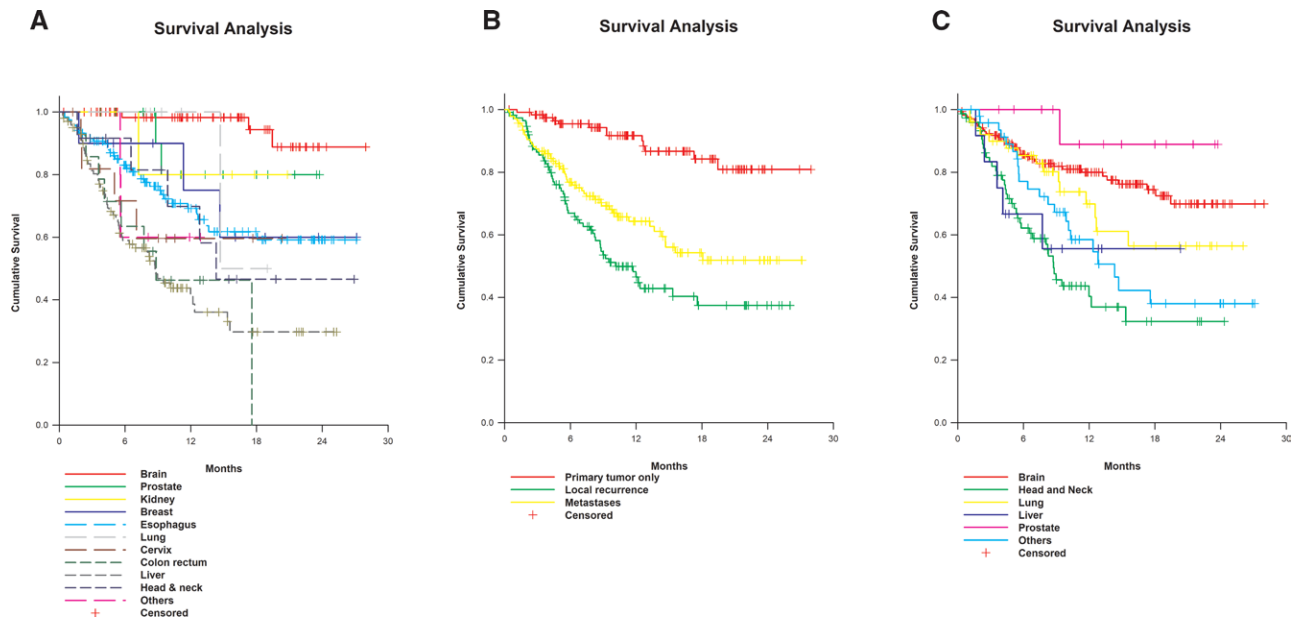 A
Survival Analysis
Cumulative Survival
1.0
0.8
0.6
0.4
0.2
0.0
0 6 12 18 24 30
Months
Brain
Prostate
Kidney
Breast
Esophagus
Lung
Cervix
Colon rectum
Liver
Head & neck
Others
Censored
B
Survival Analysis
Cumulative Survival
1.0
0.8
0.6
0.4
0.2
0.0
0 6 12 18 24 30
Months
Primary tumor only
Local recurrence
Metastases
Censored
C
Survival Analysis
Cumulative Survival
1.0
0.8
0.6
0.4
0.2
0.0
0 6 12 18 24 30
Months
Brain
Head and Neck
Lung
Liver
Prostate
Others
Censored